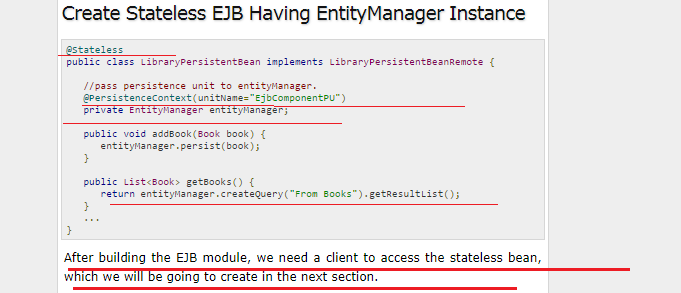 Create Stateless EJB Having EntityManager Instance
@Stateless
public class LibraryPersistentBean implements LibraryPersistentBeanRemote {
//pass persistence unit to entityManager.
@PersistenceContext(unitName="EjbComponentPU")
private EntityManager entityManager;
public void addBook(Book book) {
entityManager.persist(book);
}
public List<Book> getBooks() {
return entityManager.createQuery("From Books").getResultList();
}
...
}
After building the EJB module, we need a client to access the stateless bean,
which we will be going to create in the next section.